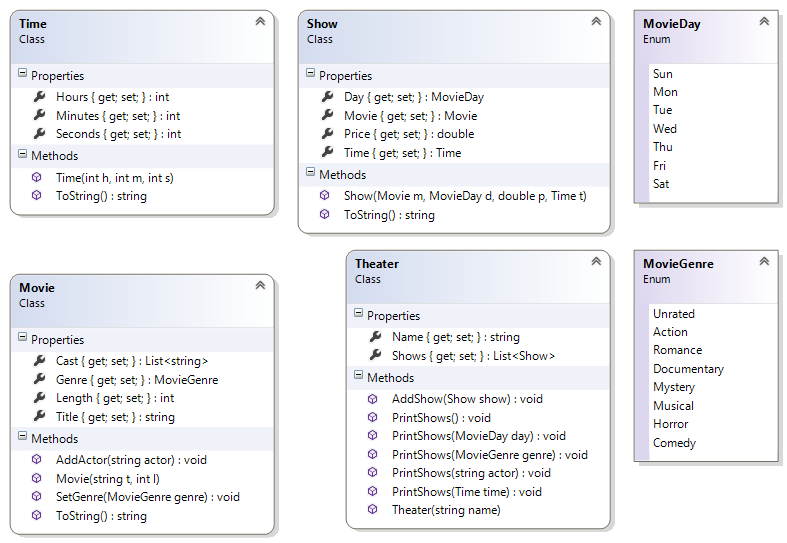 Time
Class
Properties
Hours { get; set; } : int
Minutes { get; set; } : int
Seconds { get; set; } : int
Methods
Time(int h, int m, int s)
ToString() : string
Show
Class
Properties
Day { get; set; } : MovieDay
Movie { get; set; } : Movie
Price { get; set; } : double
Time { get; set; } : Time
Methods
Show(Movie m, MovieDay d, double p, Time t)
ToString() : string
MovieDay
Enum
Sun
Mon
Tue
Wed
Thu
Fri
Sat
Movie
Class
Properties
Cast { get; set; } : List<string>
Genre { get; set; } : MovieGenre
Length { get; set; } : int
Title { get; set; } : string
Methods
AddActor(string actor) : void
Movie(string t, int l)
SetGenre(MovieGenre genre) : void
ToString() : string
Theater
Class
Properties
Name { get; set; } : string
Shows { get; set; } : List<Show>
Methods
AddShow(Show show) : void
PrintShows() : void
PrintShows(MovieDay day) : void
PrintShows(MovieGenre genre) : void
PrintShows(string actor) : void
PrintShows(Time time) : void
Theater(string name)
MovieGenre
Enum
Unrated
Action
Romance
Documentary
Mystery
Musical
Horror
Comedy